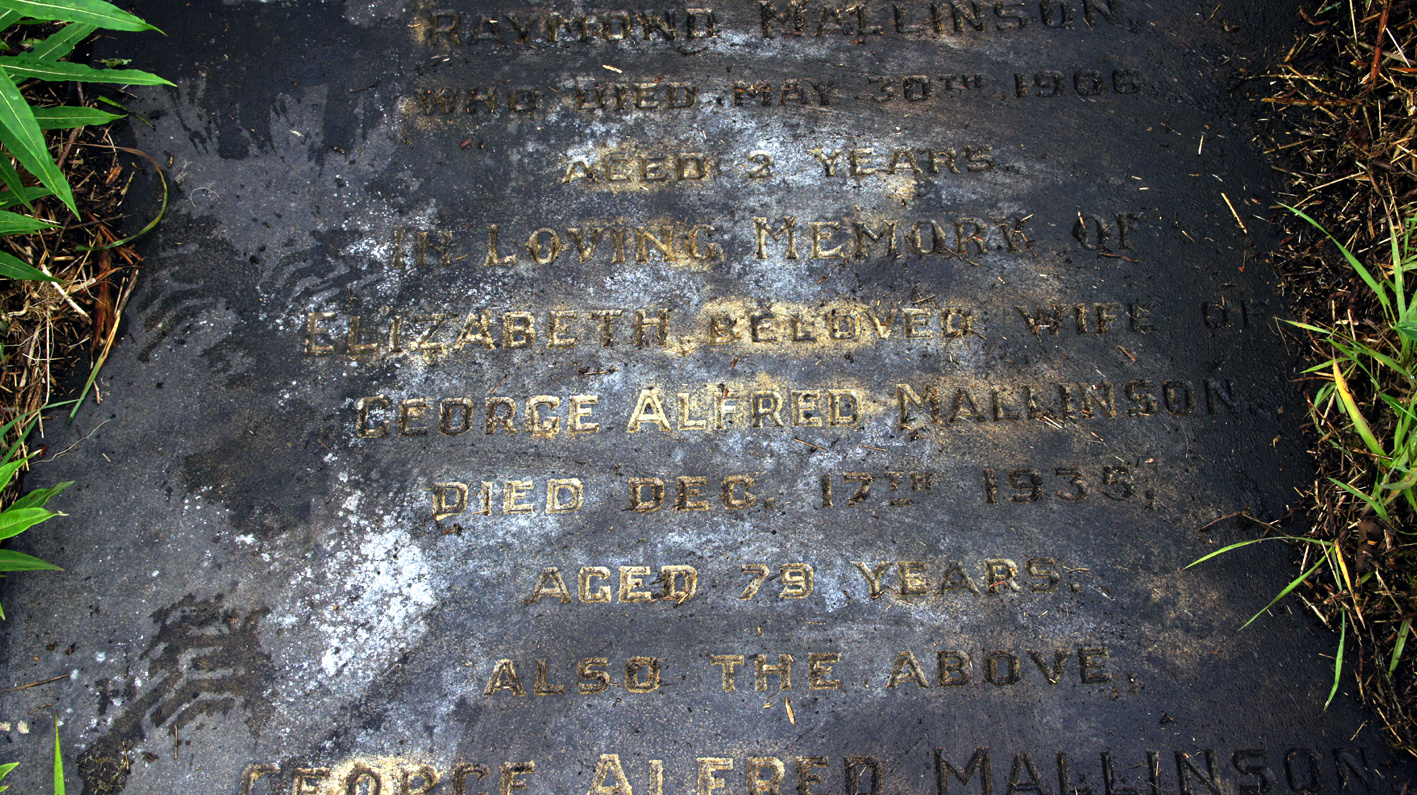 RAYMOND MALLINSON,
WHO DIED MAY 30TH 1906.
AGED 2 YEARS.
IN LOVING MEMORY OF
ELIZABETH, BELOVED WIFE OF
GEORGE ALFRED MALLINSON,
DIED DEC. 17TH 1935,
AGED 79 YEARS.
ALSO THE ABOVE,
GEORGE ALFRED MALLINSON